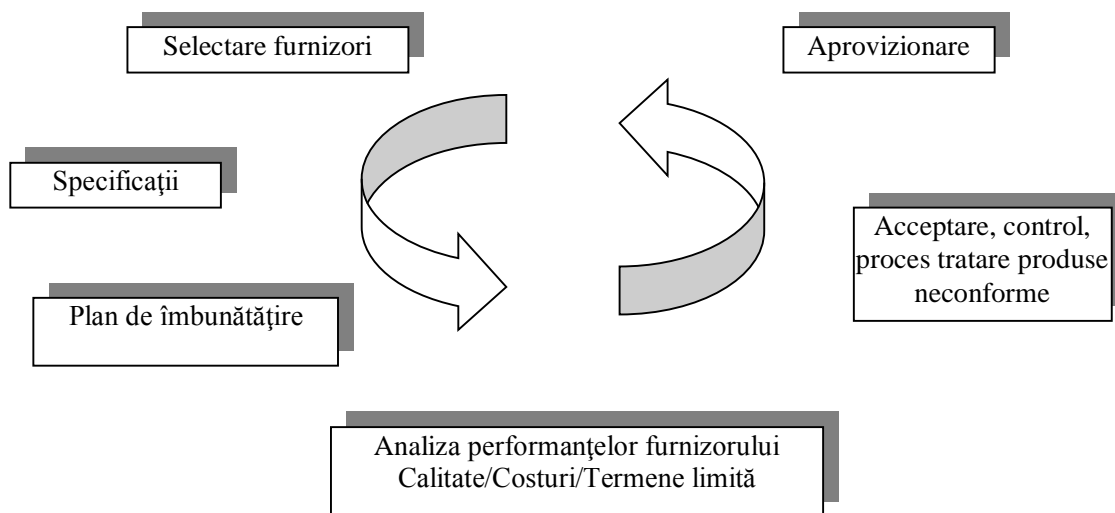 Selectare furnizori
Aprovizionare
Specificaţii
Acceptare, control,
proces tratare produse
neconforme
Plan de îmbunătăţire
Analiza performanţelor furnizorului
Calitate/Costuri/Termene limită